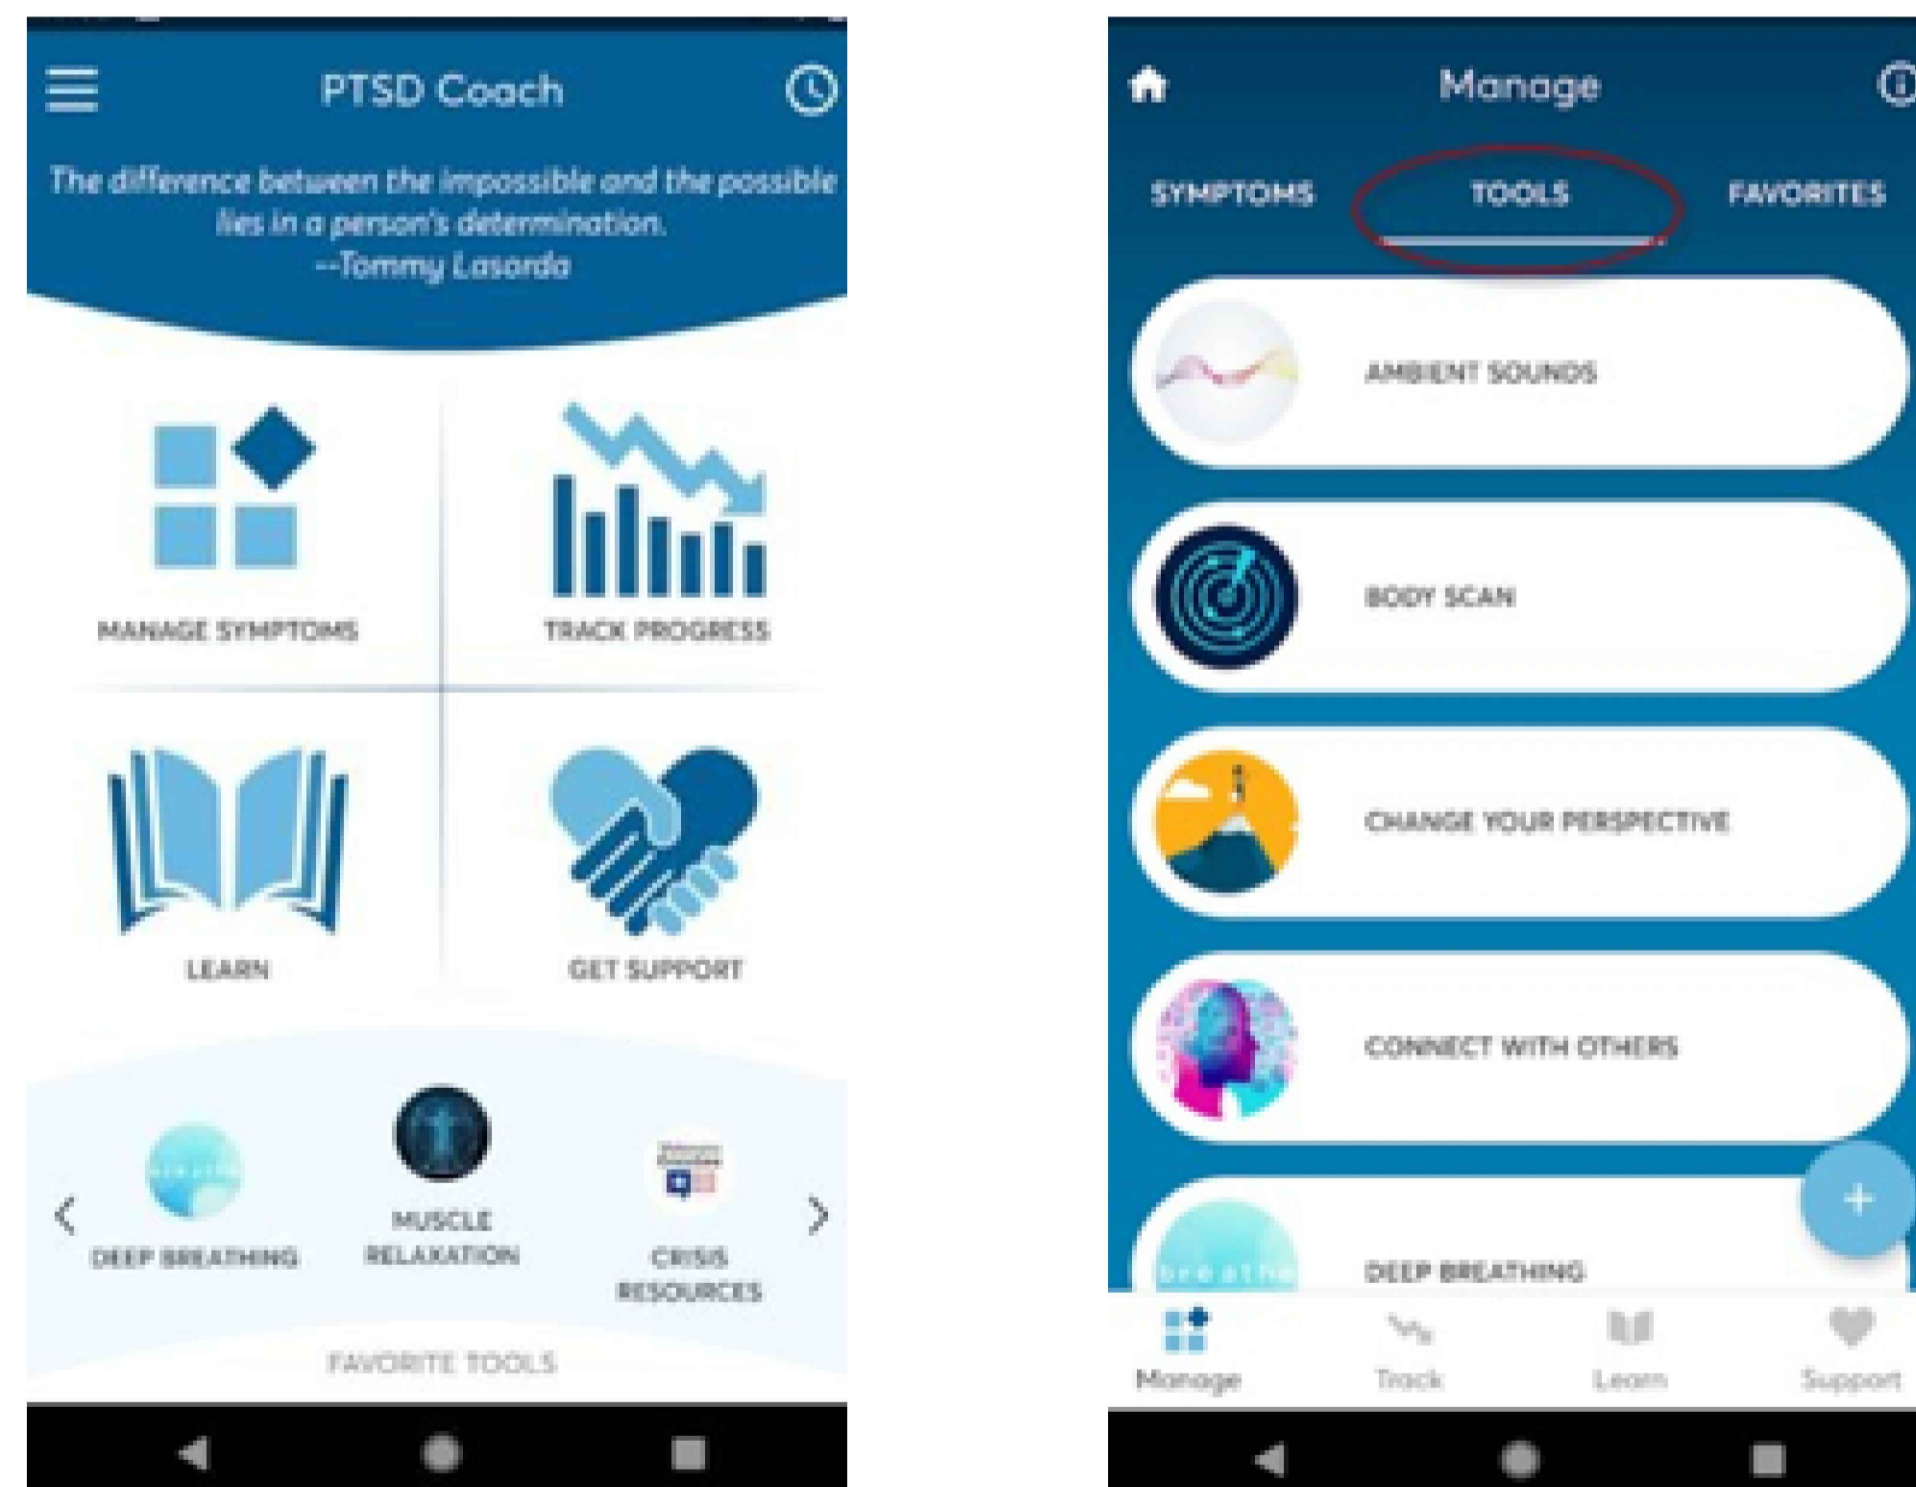 PTSD Coach
The difference between the impossible and the possible
lies in a person's determination.
--Tommy Lasorda
MANAGE SYMPTOMS
TRACK PROGRESS
LEARN
GET SUPPORT
breathe
DEEP BREATHING
MUSCLE
RELAXATION
CRISIS
RESOURCES
FAVORITE TOOLS
Manage
SYMPTOMS
TOOLS
FAVORITES
AMBIENT SOUNDS
BODY SCAN
CHANGE YOUR PERSPECTIVE
CONNECT WITH OTHERS
breathe
DEEP BREATHING
+
Manage
Track
Learn
Support